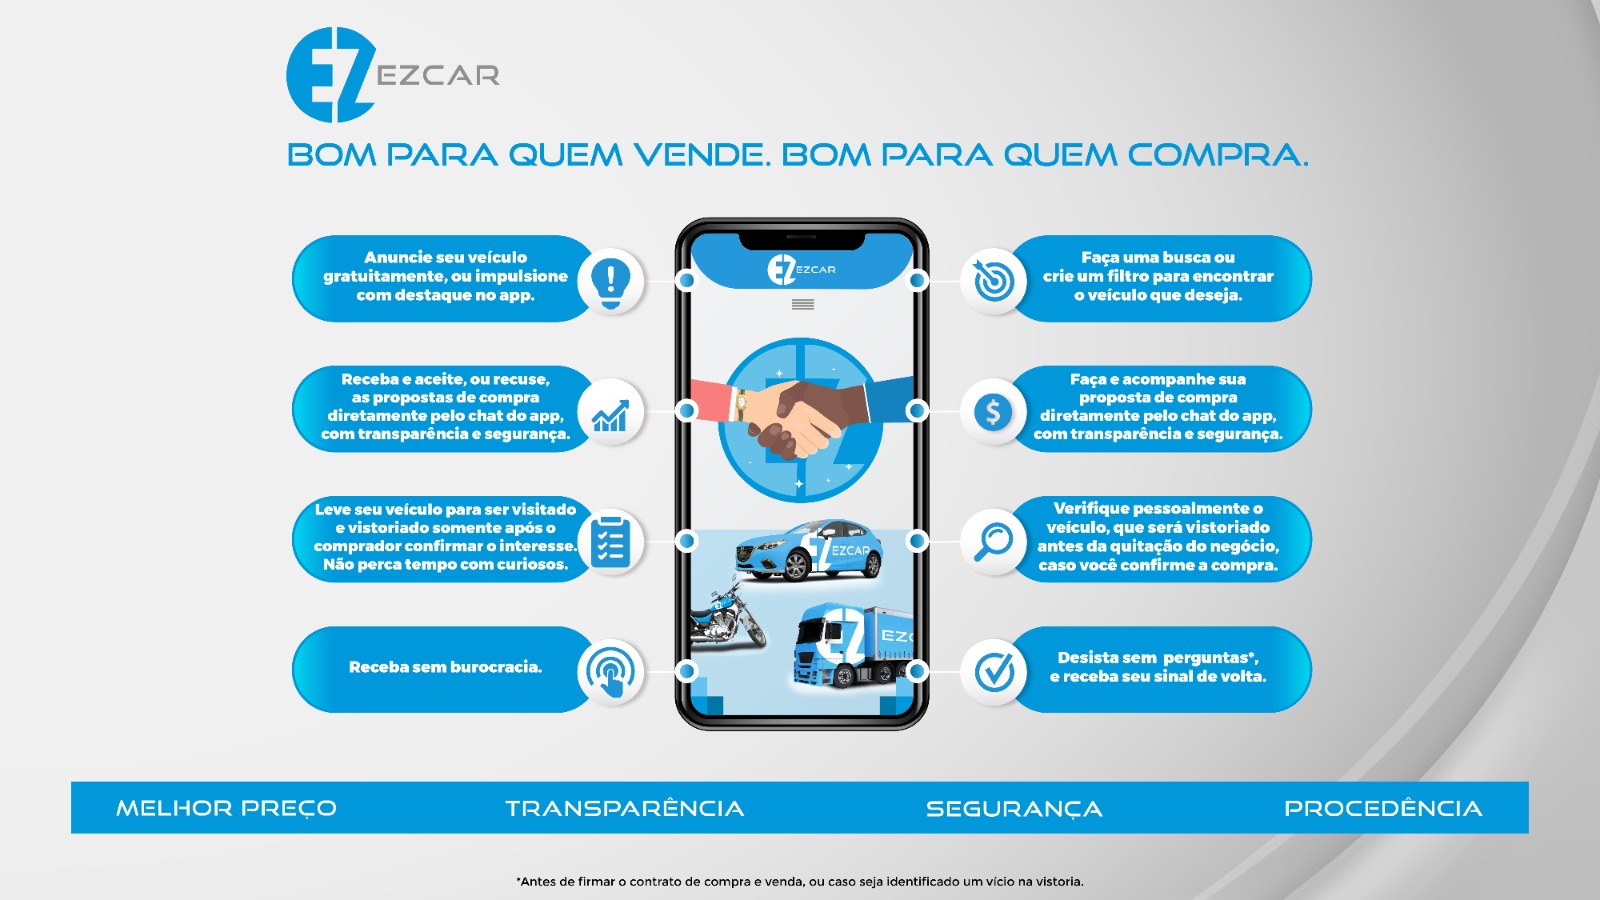 EZ EZCAR
BOM PARA QUEM VENDE. BOM PARA QUEM COMPRA.
Anuncie seu veículo
gratuitamente, ou impulsione
com destaque no app.
Receba e aceite, ou recuse,
as propostas de compra
diretamente pelo chat do app,
com transparência e segurança.
Leve seu veículo para ser visitado
e vistoriado somente após o
comprador confirmar o interesse.
Não perca tempo com curiosos.
Receba sem burocracia.
EZ EZCAR
EZ EZCAR
EZ
EZ EZC
Faça uma busca ou
crie um filtro para encontrar
o veículo que deseja.
Faça e acompanhe sua
proposta de compra
diretamente pelo chat do app,
com transparência e segurança.
Verifique pessoalmente o
veículo, que será vistoriado
antes da quitação do negócio,
caso você confirme a compra.
Desista sem perguntas*,
e receba seu sinal de volta.
MELHOR PREÇO TRANSPARÊNCIA SEGURANÇA PROCEDÊNCIA
*Antes de firmar o contrato de compra e venda, ou caso seja identificado um vício na vistoria.